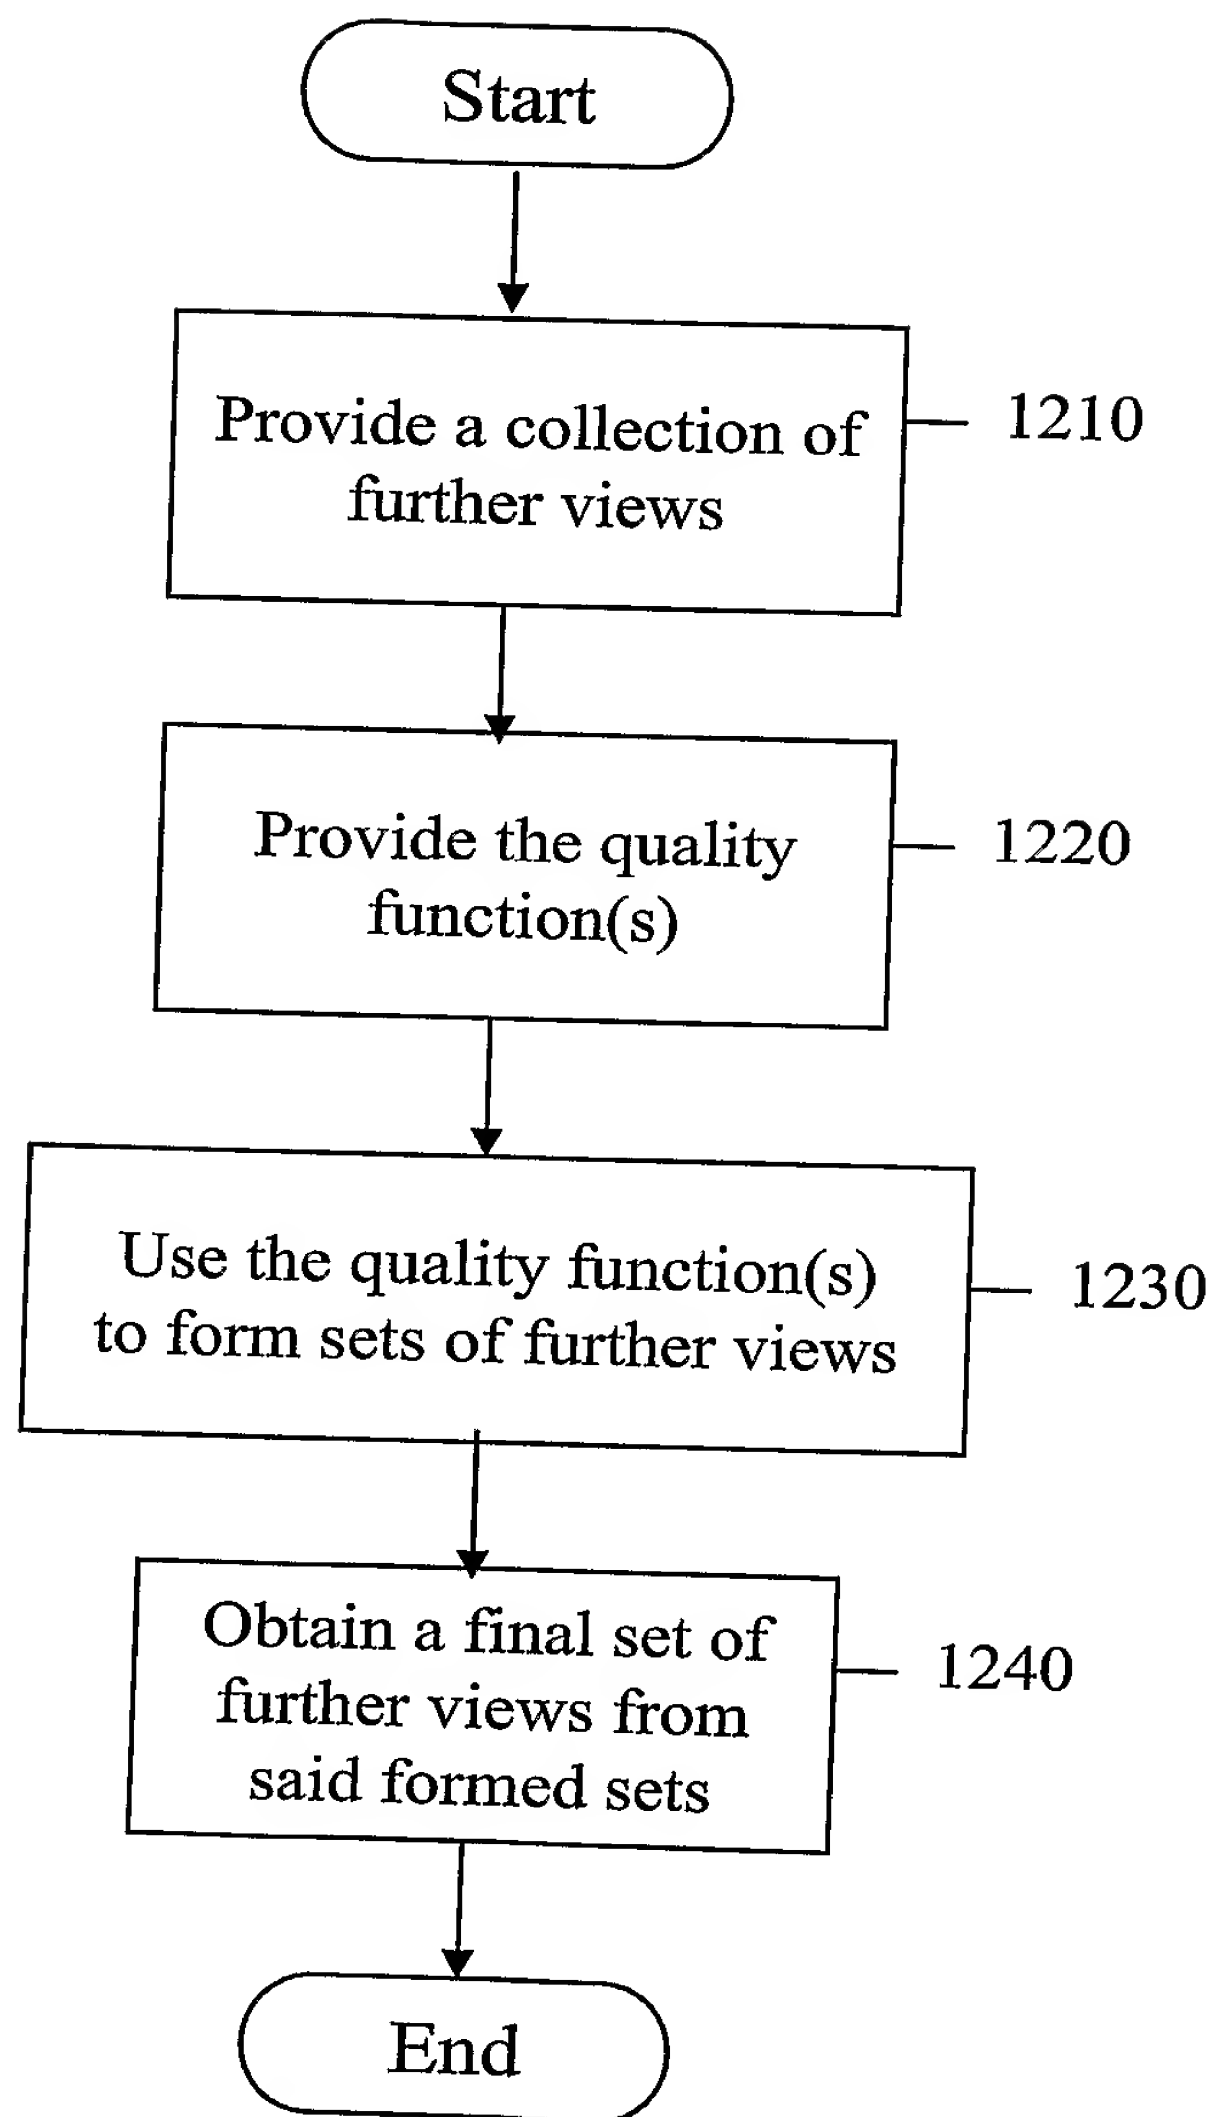 Start
Provide a collection of
further views
1210
Provide the quality
function(s)
1220
Use the quality function(s)
to form sets of further views
1230
Obtain a final set of
further views from
said formed sets
1240
End